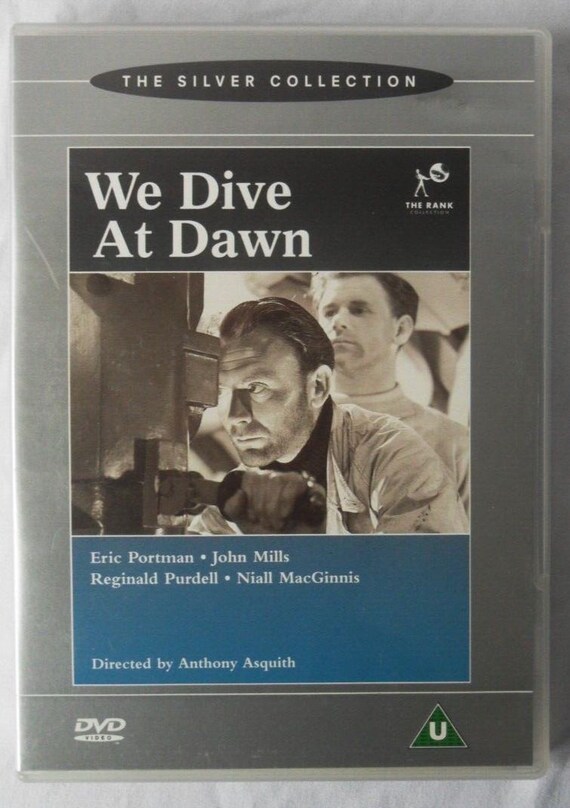 THE SILVER COLLECTION
We Dive
At Dawn
THE RANK
COLLECTION
Eric Portman • John Mills
Reginald Purdell • Niall MacGinnis
Directed by Anthony Asquith
DVD
VIDEO
U